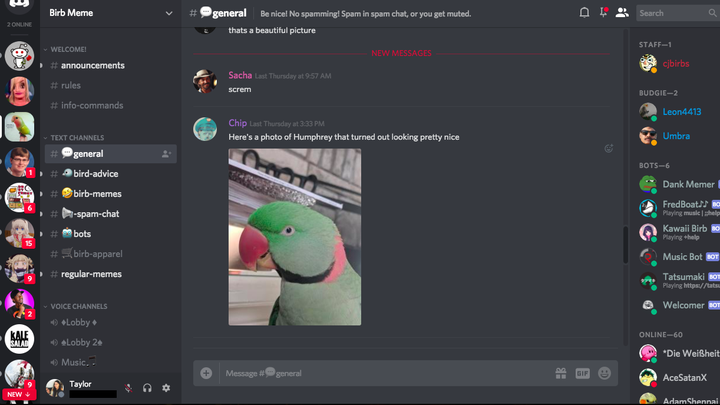 2 ONLINE
1
6
15
9
2
KALE
SALAD
9
NEW ↓
Birb Meme
WELCOME!
# announcements
# rules
# info-commands
TEXT CHANNELS
# 💬general
# 🐦bird-advice
# 🤣birb-memes
# -spam-chat
# 🤖bots
# 🛒birb-apparel
# regular-memes
VOICE CHANNELS
♦Lobby ♦
♠Lobby 2♠
Music🎵
Taylor
# 💬general
Be nice! No spamming! Spam in spam chat, or you get muted.
Search
thats a beautiful picture
NEW MESSAGES
Sacha Last Thursday at 9:57 AM
screm
Chip Last Thursday at 3:33 PM
Here's a photo of Humphrey that turned out looking pretty nice
Message #💬general
GIF
STAFF—1
cjbirbs
BUDGIE—2
Leon4413
Umbra
BOTS—6
Dank Memer BOT
FredBoat♪♪ BOT
Playing music | ;;help
Kawaii Birb BOT
Playing +help
Music Bot BOT
Tatsumaki BOT
Playing https://tatsu
Welcomer BOT
ONLINE—60
*Die Weißheit
AceSatanX
AdamShennai